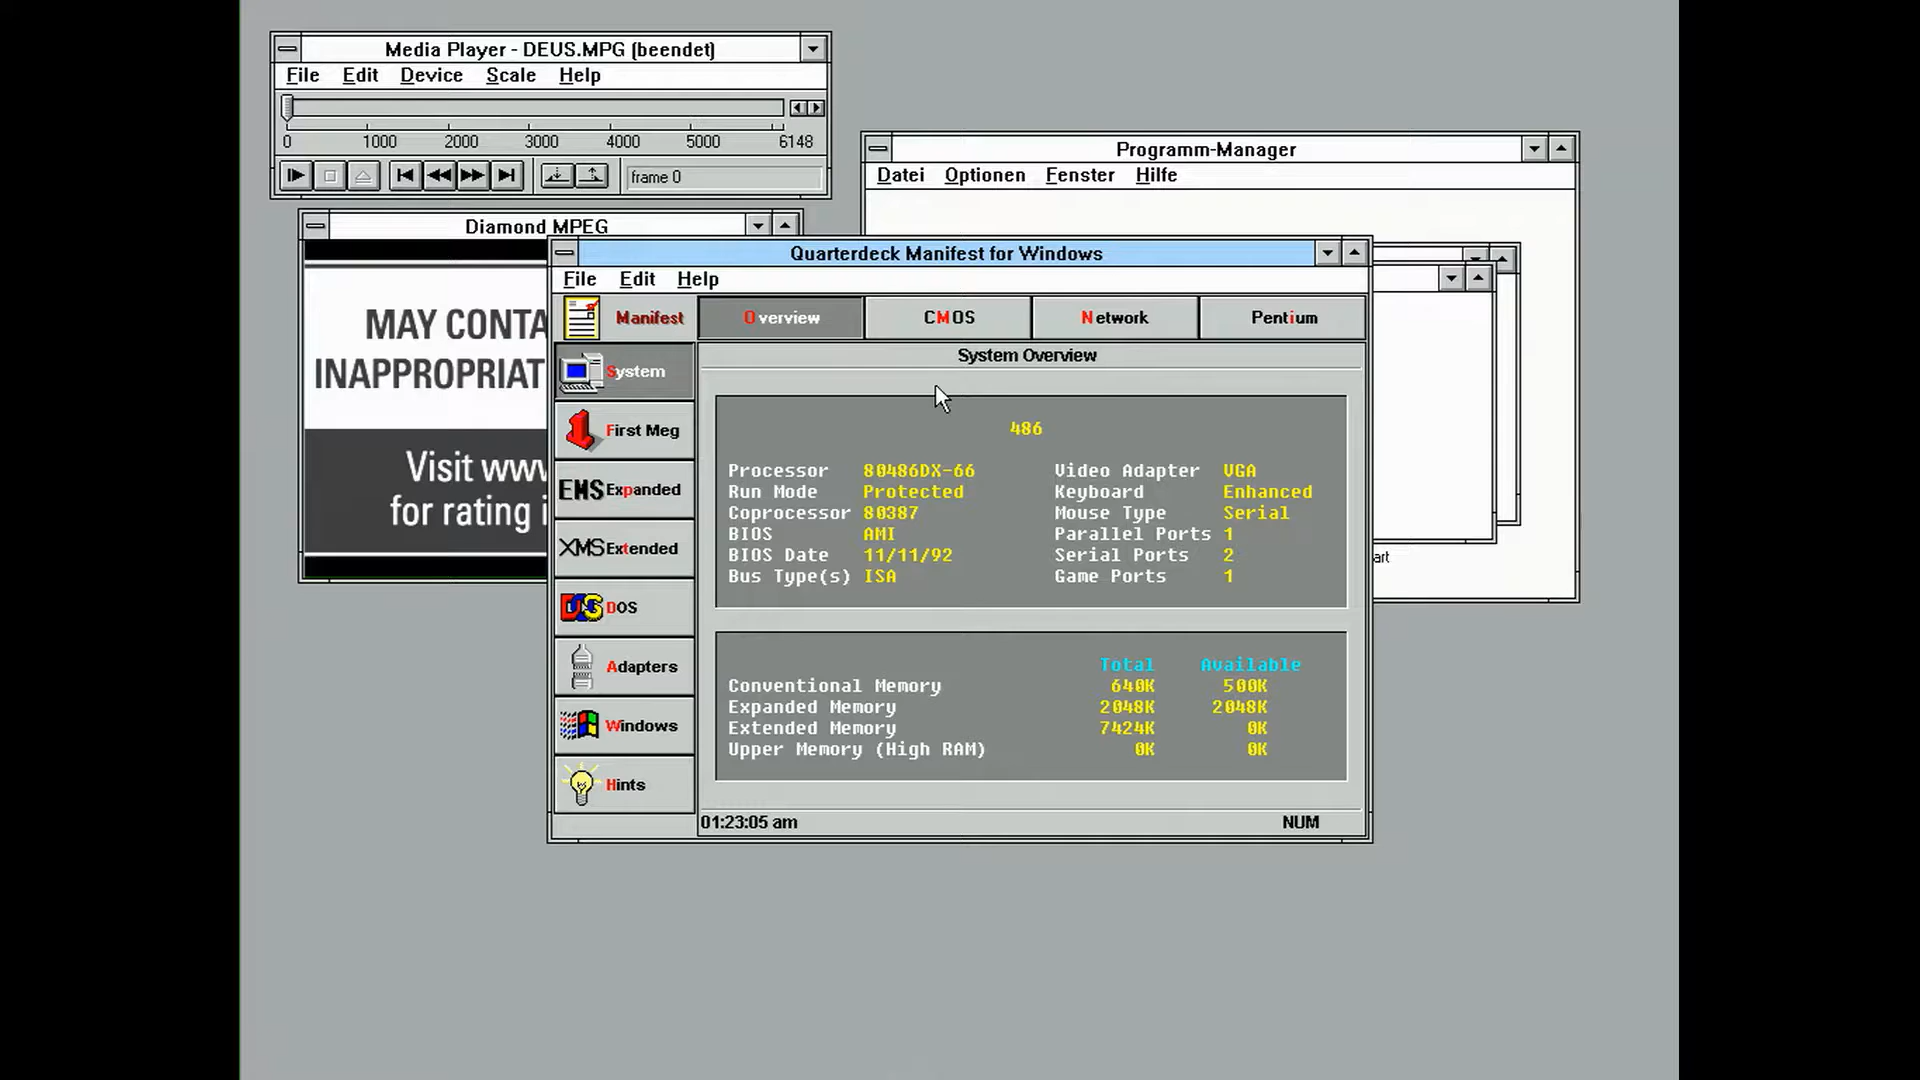 Media Player - DEUS.MPG (beendet)
File Edit Device Scale Help
0 1000 2000 3000 4000 5000 6148
frame 0
Programm-Manager
Datei Optionen Fenster Hilfe
Diamond MPEG
MAY CONTA
INAPPROPRIAT
Visit www
for rating i
Quarterdeck Manifest for Windows
File Edit Help
Manifest Overview CMOS Network Pentium
System
First Meg
EMS Expanded
XMS Extended
DOS DOS
Adapters
Windows
Hints
System Overview
486
Processor 80486DX-66 Video Adapter VGA
Run Mode Protected Keyboard Enhanced
Coprocessor 80387 Mouse Type Serial
BIOS AMI Parallel Ports 1
BIOS Date 11/11/92 Serial Ports 2
Bus Type(s) ISA Game Ports 1
Total Available
Conventional Memory 640K 500K
Expanded Memory 2048K 2048K
Extended Memory 7424K 0K
Upper Memory (High RAM) 0K 0K
01:23:05 am NUM
art